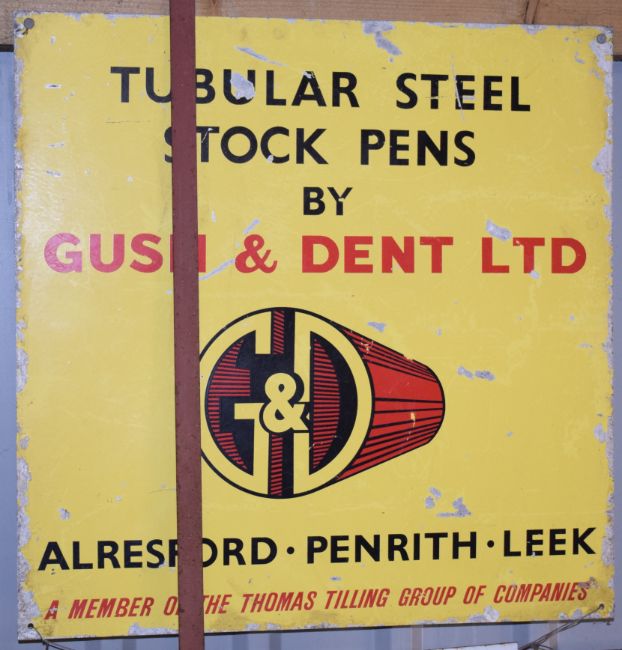 TUBULAR STEEL
STOCK PENS
BY
GUSH & DENT LTD
G&D
ALRESFORD · PENRITH · LEEK
A MEMBER OF THE THOMAS TILLING GROUP OF COMPANIES